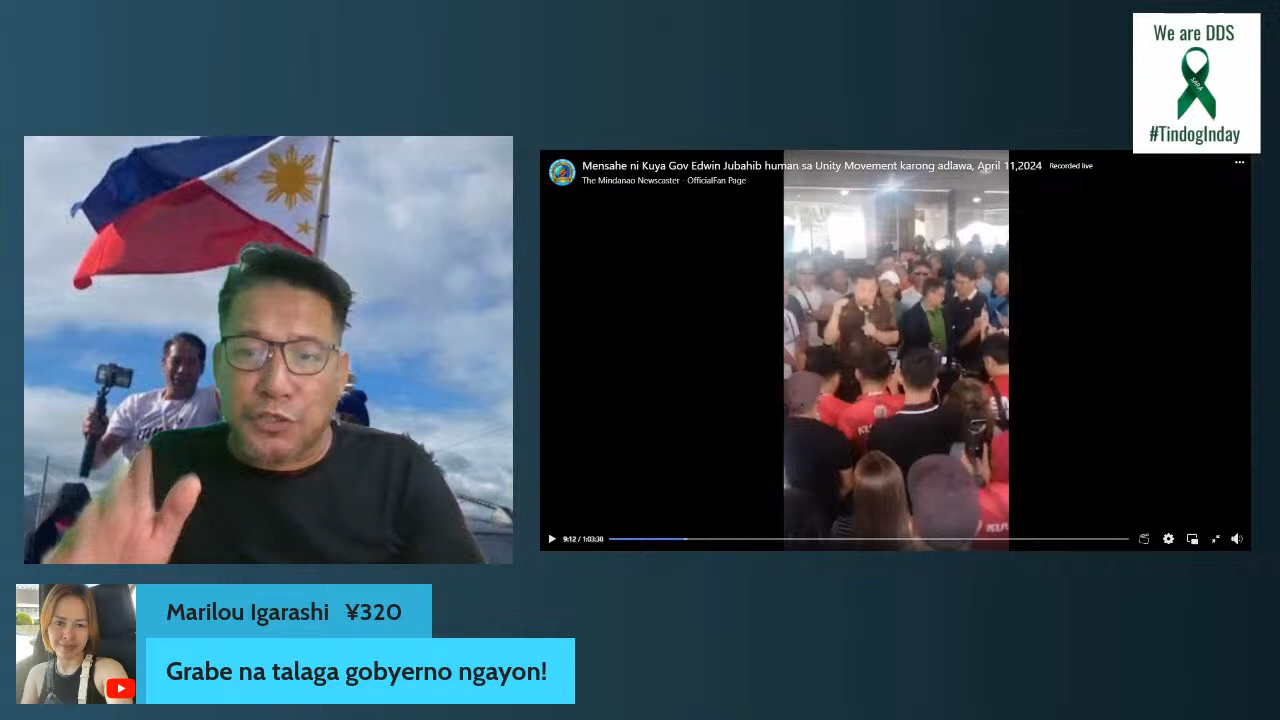 We are DDS
SARA
#TindogInday
Mensahe ni Kuya Gov Edwin Jubahib human sa Unity Movement karong adlawa, April 11,2024 Recorded live
The Mindanao Newscaster - OfficialFan Page
9:12 / 1:03:38
Marilou Igarashi ¥320
Grabe na talaga gobyerno ngayon!